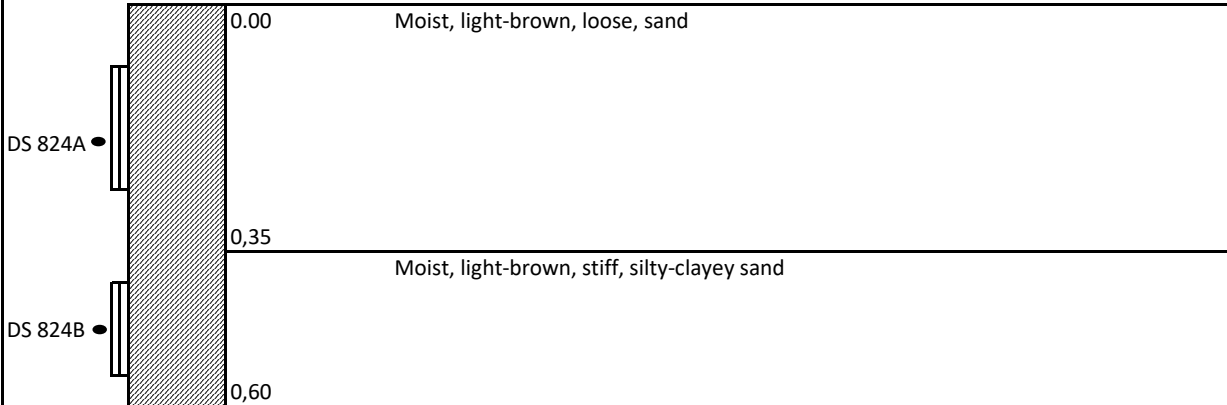 0.00 Moist, light-brown, loose, sand
DS 824A
0,35
Moist, light-brown, stiff, silty-clayey sand
DS 824B
0,60